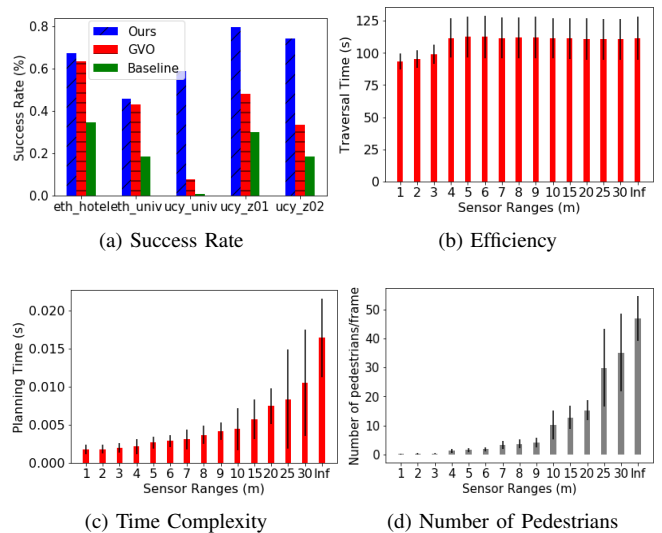 Success Rate (%)
0.8
0.6
0.4
0.2
0.0
Ours
GVO
Baseline
eth_hotel eth_univ ucy_univ ucy_z01 ucy_z02
(a) Success Rate
Traversal Time (s)
125
100
75
50
25
0
1 2 3 4 5 6 7 8 9 10 15 20 25 30 Inf
Sensor Ranges (m)
(b) Efficiency
Planning Time (s)
0.020
0.015
0.010
0.005
0.000
1 2 3 4 5 6 7 8 9 10 15 20 25 30 Inf
Sensor Ranges (m)
(c) Time Complexity
Number of pedestrians/frame
50
40
30
20
10
0
1 2 3 4 5 6 7 8 9 10 15 20 25 30 Inf
Sensor Ranges (m)
(d) Number of Pedestrians